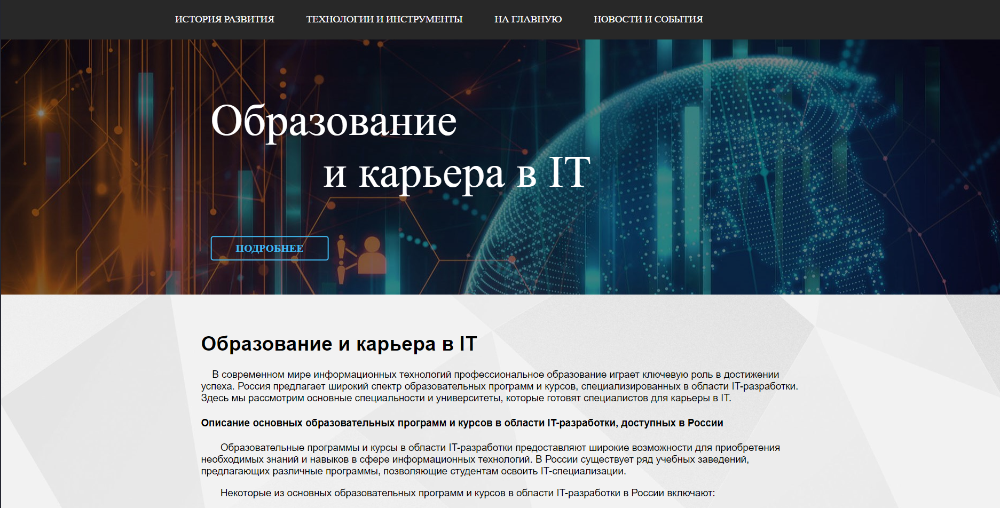 ИСТОРИЯ РАЗВИТИЯ
ТЕХНОЛОГИИ И ИНСТРУМЕНТЫ
НА ГЛАВНУЮ
НОВОСТИ И СОБЫТИЯ
Образование
и карьера в IT
ПОДРОБНЕЕ
Образование и карьера в IT
В современном мире информационных технологий профессиональное образование играет ключевую роль в достижении
успеха. Россия предлагает широкий спектр образовательных программ и курсов, специализированных в области IT-разработки.
Здесь мы рассмотрим основные специальности и университеты, которые готовят специалистов для карьеры в IT.
Описание основных образовательных программ и курсов в области IT-разработки, доступных в России
Образовательные программы и курсы в области IT-разработки предоставляют широкие возможности для приобретения
необходимых знаний и навыков в сфере информационных технологий. В России существует ряд учебных заведений,
предлагающих различные программы, позволяющие студентам освоить IT-специализации.
Некоторые из основных образовательных программ и курсов в области IT-разработки в России включают: